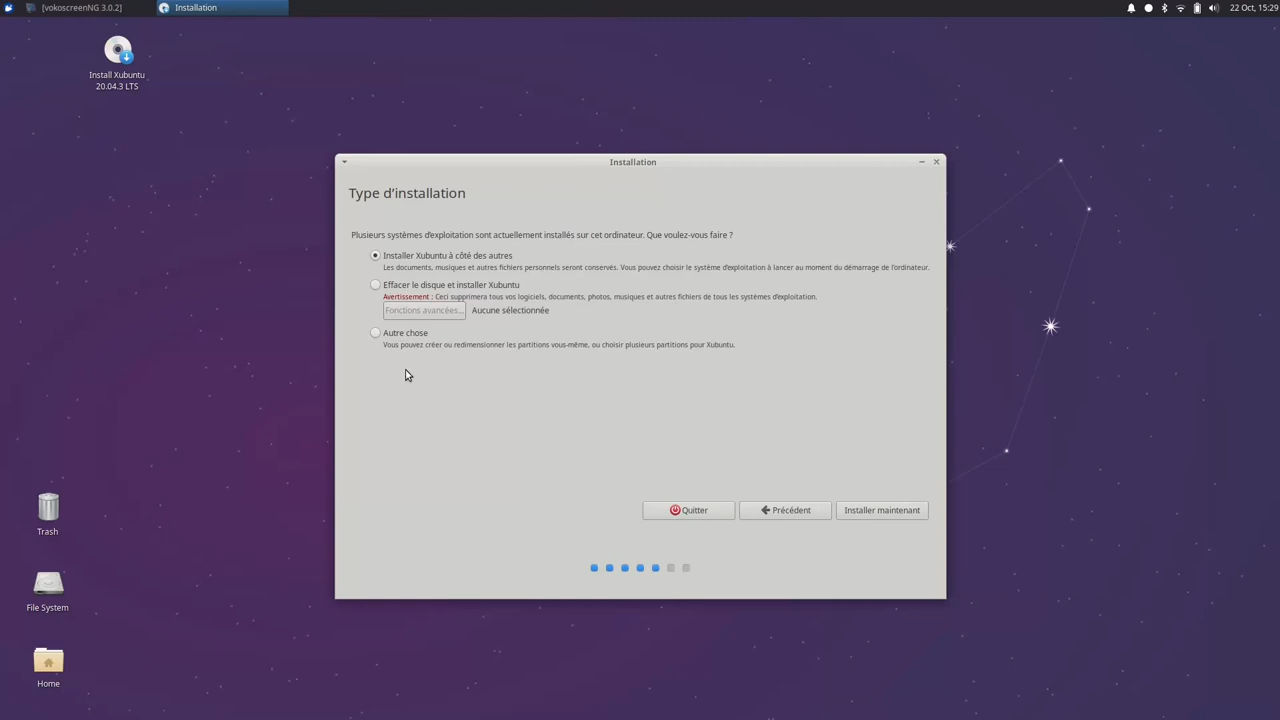 [vokoscreenNG 3.0.2]
Installation
22 Oct, 15:29
Install Xubuntu
20.04.3 LTS
Installation
Type d’installation
Plusieurs systèmes d'exploitation sont actuellement installés sur cet ordinateur. Que voulez-vous faire ?
Installer Xubuntu à côté des autres
Les documents, musiques et autres fichiers personnels seront conservés. Vous pouvez choisir le système d'exploitation à lancer au moment du démarrage de l'ordinateur.
Effacer le disque et installer Xubuntu
Avertissement : Ceci supprimera tous vos logiciels, documents, photos, musiques et autres fichiers de tous les systèmes d'exploitation.
Fonctions avancées... Aucune sélectionnée
Autre chose
Vous pouvez créer ou redimensionner les partitions vous-même, ou choisir plusieurs partitions pour Xubuntu.
Quitter
Précédent
Installer maintenant
Trash
File System
Home